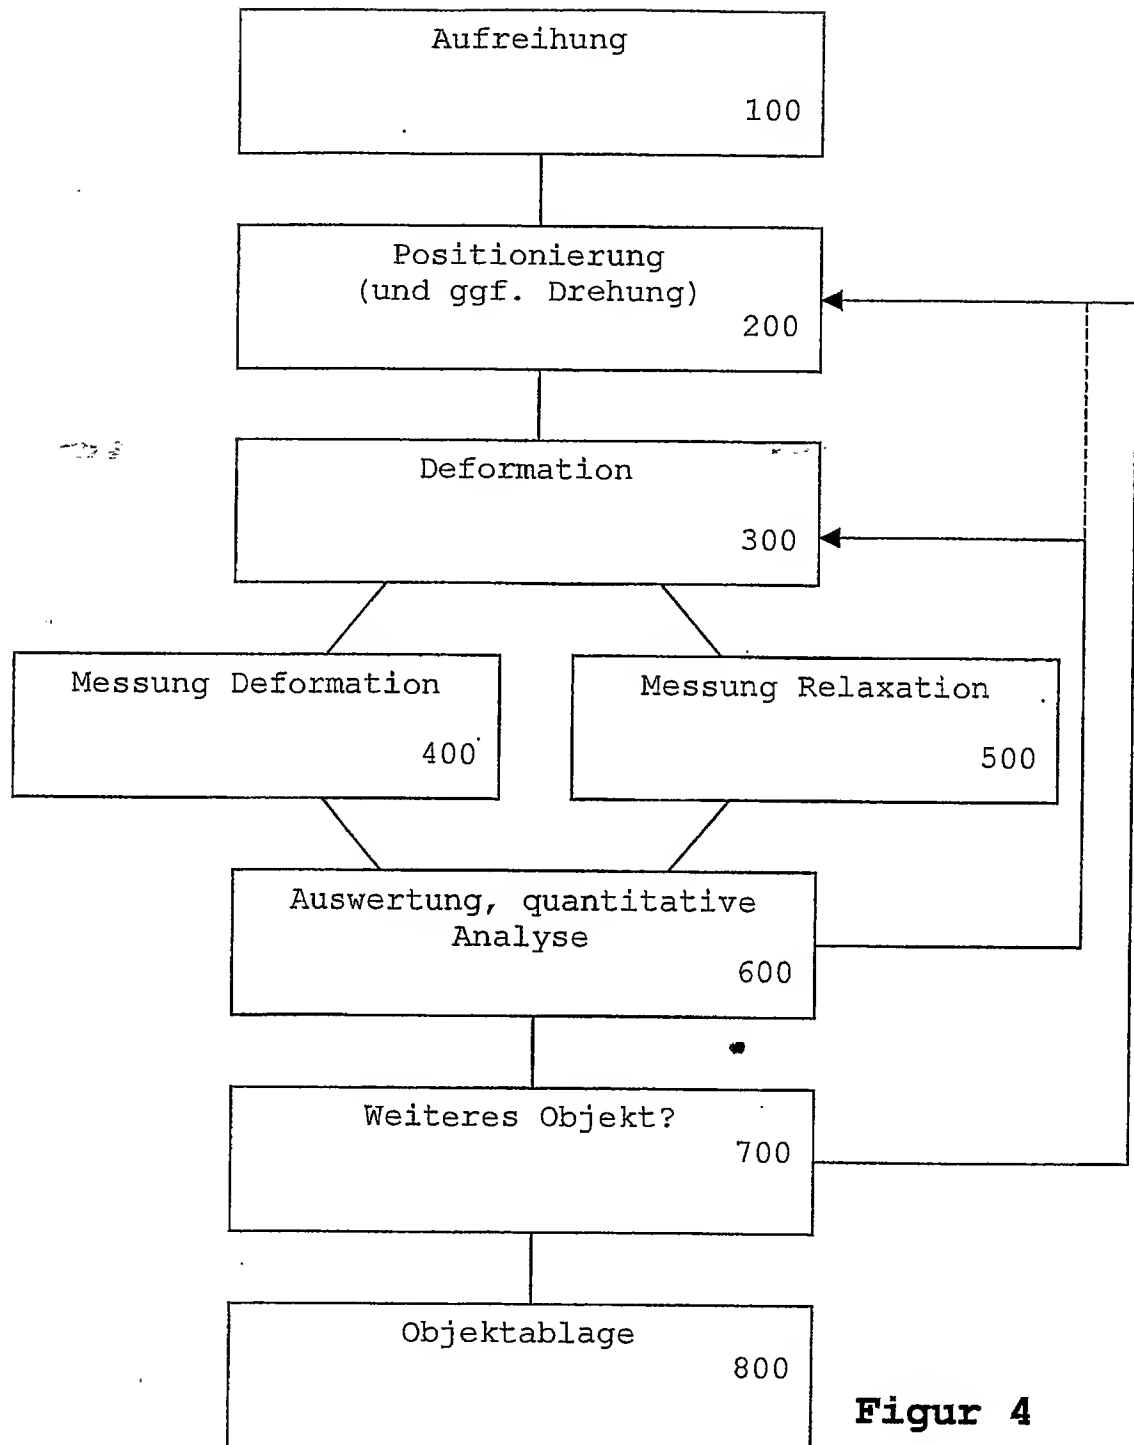 Aufreihung
100
Positionierung
(und ggf. Drehung)
200
Deformation
300
Messung Deformation
400
Messung Relaxation
500
Auswertung, quantitative
Analyse
600
Weiteres Objekt?
700
Objektablage
800
Figur 4